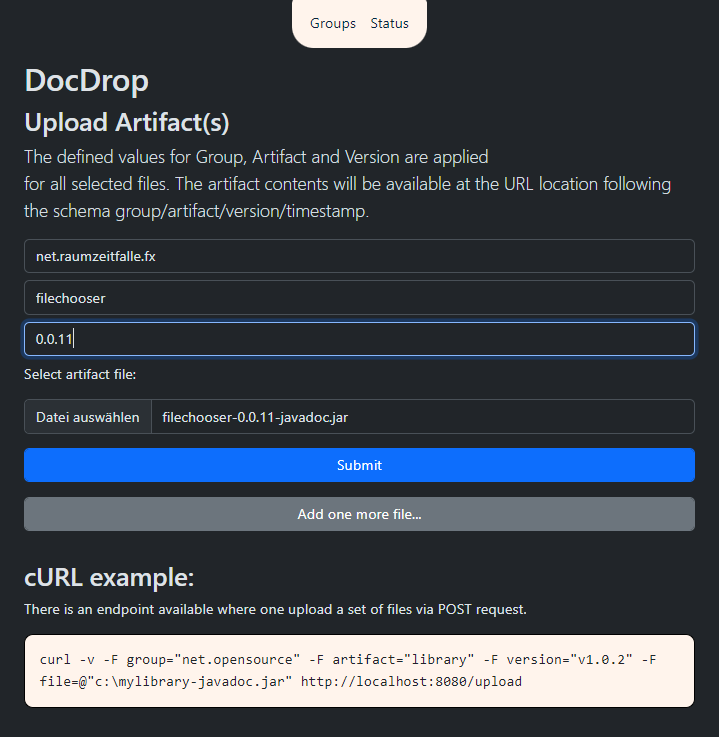 Groups Status
DocDrop
Upload Artifact(s)
The defined values for Group, Artifact and Version are applied
for all selected files. The artifact contents will be available at the URL location following
the schema group/artifact/version/timestamp.
net.raumzeitfalle.fx
filechooser
0.0.11
Select artifact file:
Datei auswählen filechooser-0.0.11-javadoc.jar
Submit
Add one more file...
cURL example:
There is an endpoint available where one upload a set of files via POST request.
curl -v -F group="net.opensource" -F artifact="library" -F version="v1.0.2" -F
file=@"c:\mylibrary-javadoc.jar" http://localhost:8080/upload